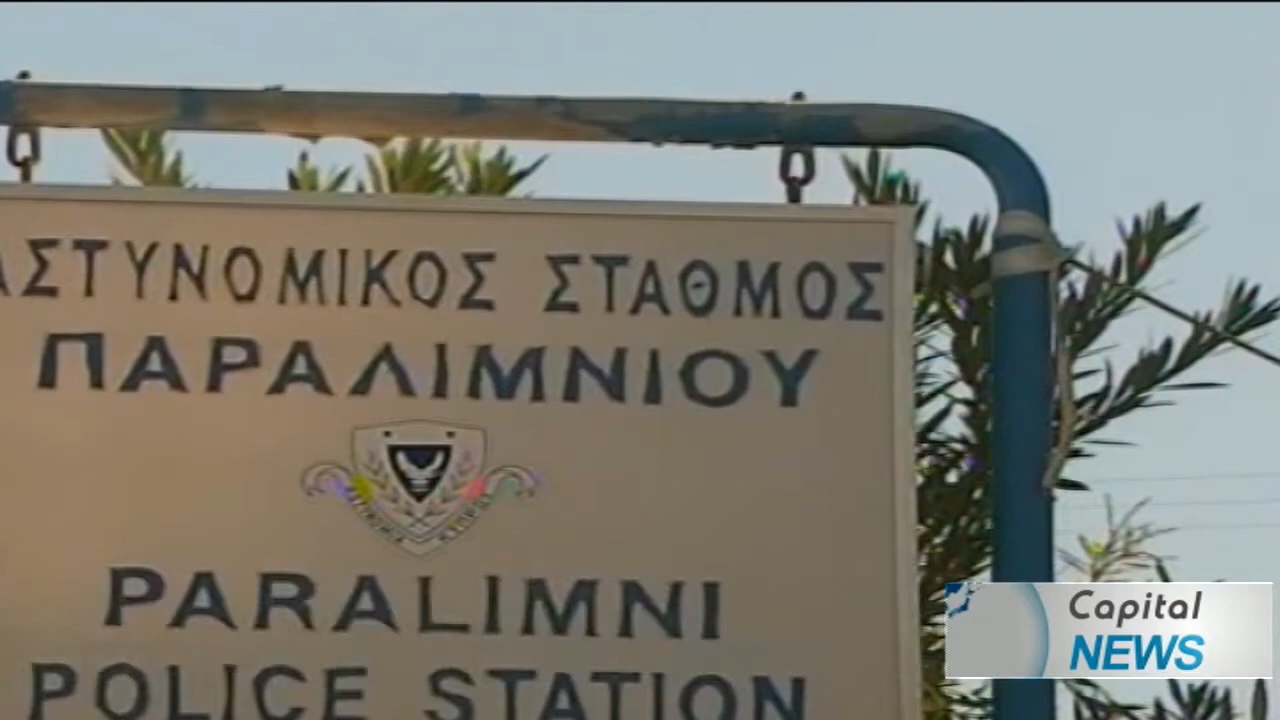 ΑΣΤΥΝΟΜΙΚΟΣ ΣΤΑΘΜΟΣ
ΠΑΡΑΛΙΜΝΙΟΥ
PARALIMNI
POLICE STATION
Capital
NEWS